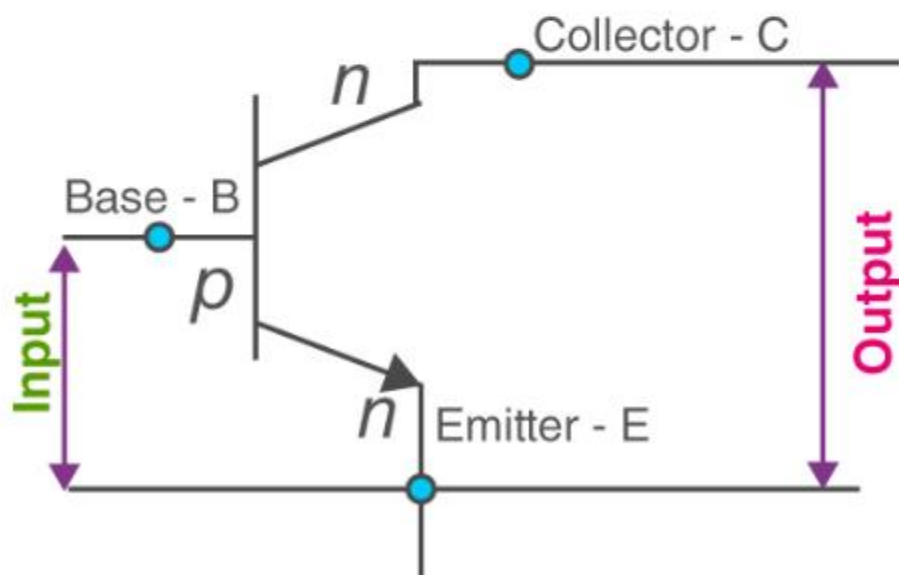 Collector - C
n
Base - B
p
Input
Output
n
Emitter - E